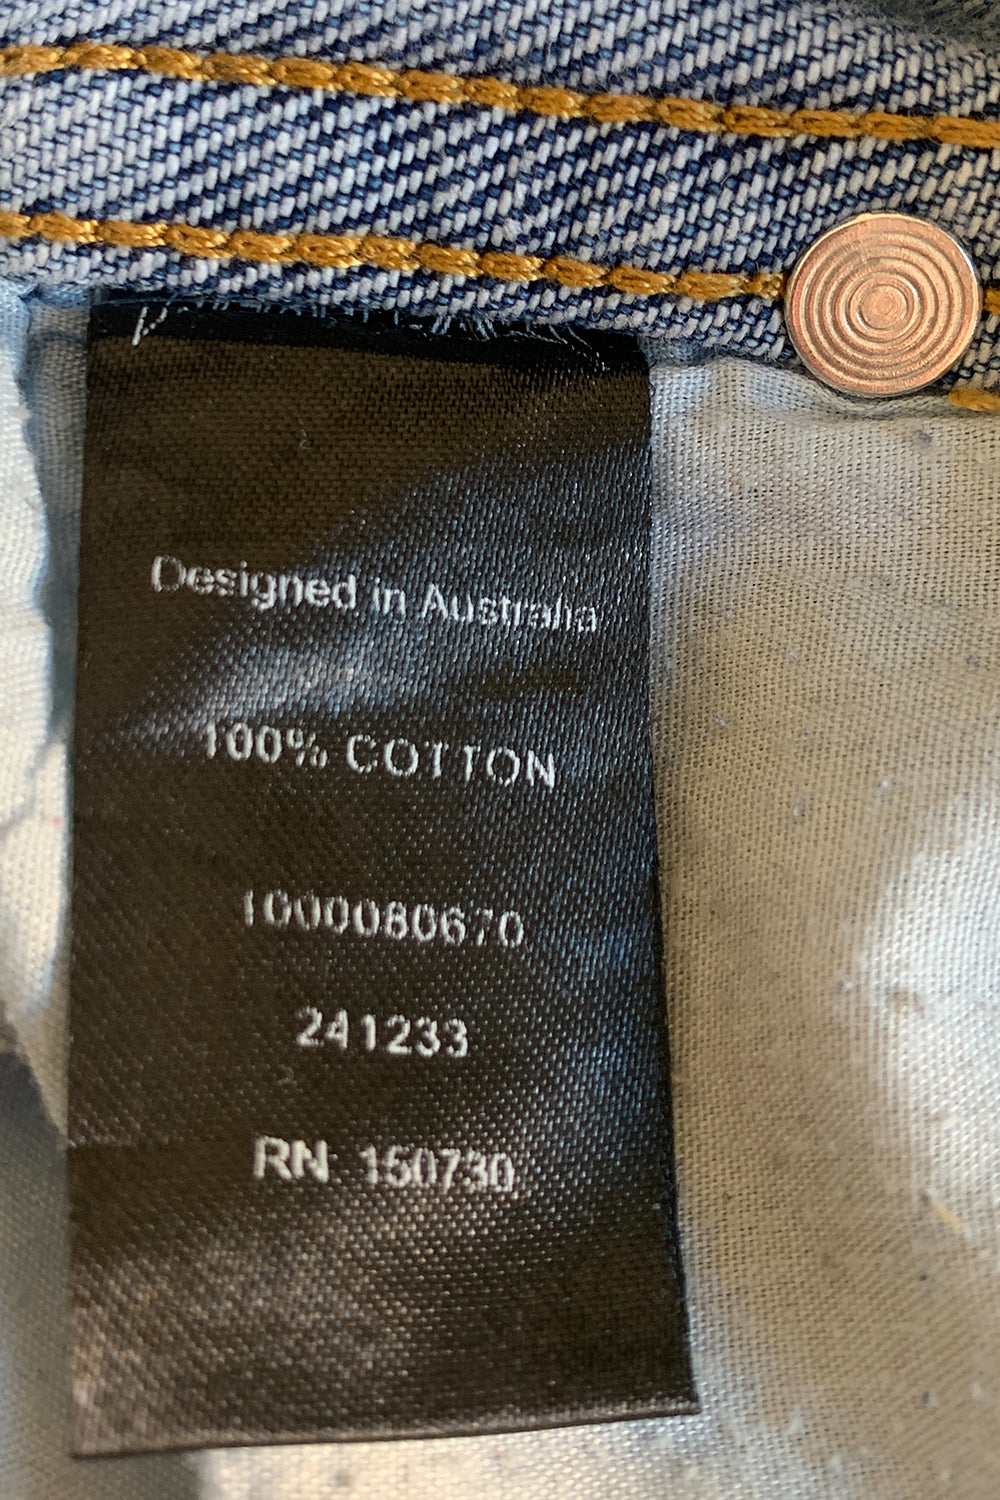 Designed in Australia
100% COTTON
1000080670
241233
RN 150730